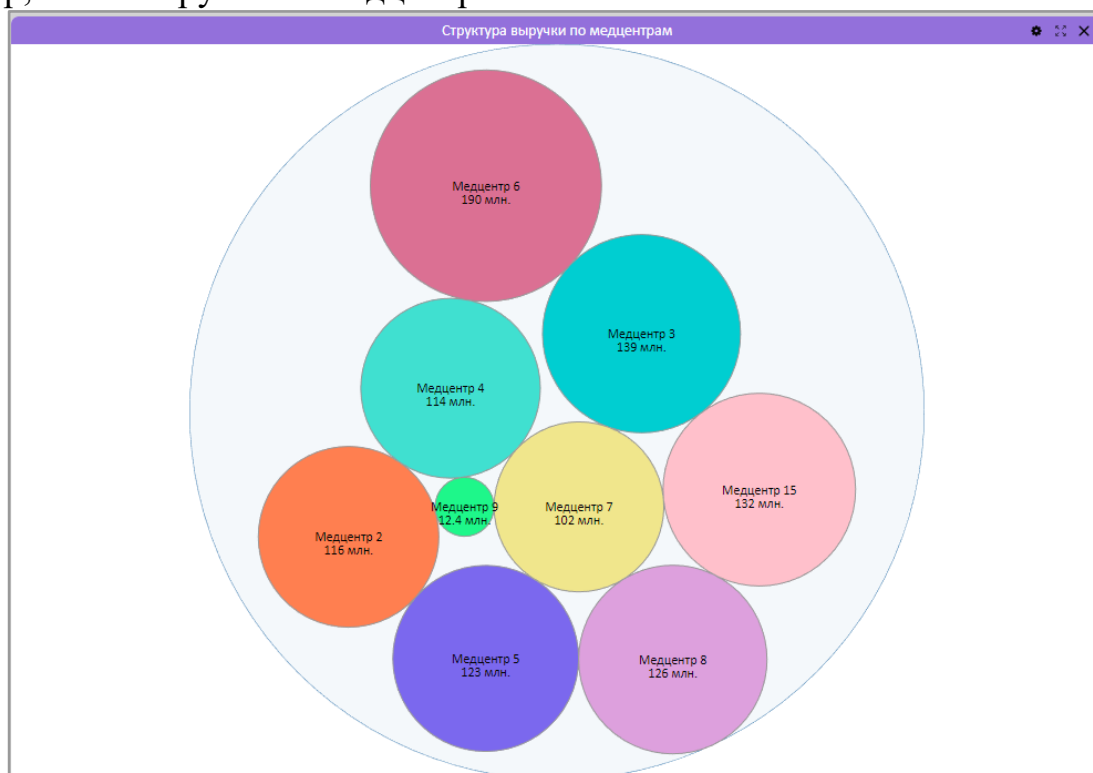 Структура выручки по медцентрам
Медцентр 6
190 млн.
Медцентр 3
139 млн.
Медцентр 4
114 млн.
Медцентр 15
132 млн.
Медцентр 9
12.4 млн.
Медцентр 7
102 млн.
Медцентр 2
116 млн.
Медцентр 5
123 млн.
Медцентр 8
126 млн.